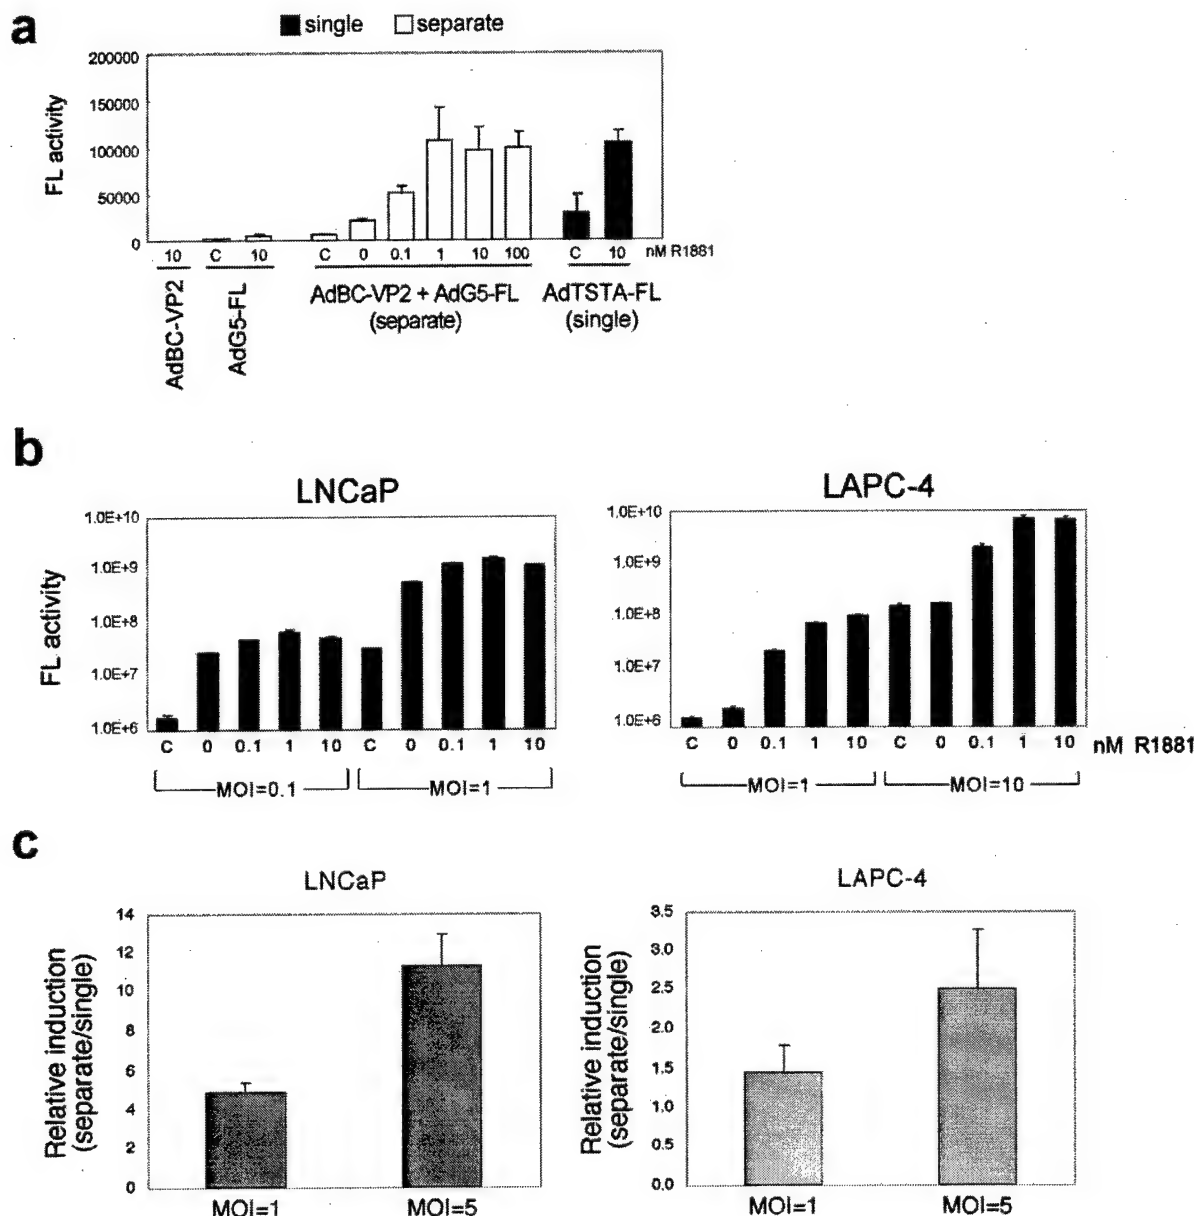 a
single separate
FL activity
200000
150000
100000
50000
0
10 C 10 C 0 0.1 1 10 100 C 10 nM R1881
AdBC-VP2
AdG5-FL
AdBC-VP2 + AdG5-FL
(separate)
AdTSTA-FL
(single)
b
LNCaP
FL activity
1.0E+10
1.0E+9
1.0E+8
1.0E+7
1.0E+6
C 0 0.1 1 10 C 0 0.1 1 10
MOI=0.1 MOI=1
LAPC-4
1.0E+10
1.0E+9
1.0E+8
1.0E+7
1.0E+6
C 0 0.1 1 10 C 0 0.1 1 10 nM R1881
MOI=1 MOI=10
c
LNCaP
Relative induction
(separate/single)
14
12
10
8
6
4
2
0
MOI=1 MOI=5
LAPC-4
Relative induction
(separate/single)
3.5
3.0
2.5
2.0
1.5
1.0
0.5
0.0
MOI=1 MOI=5